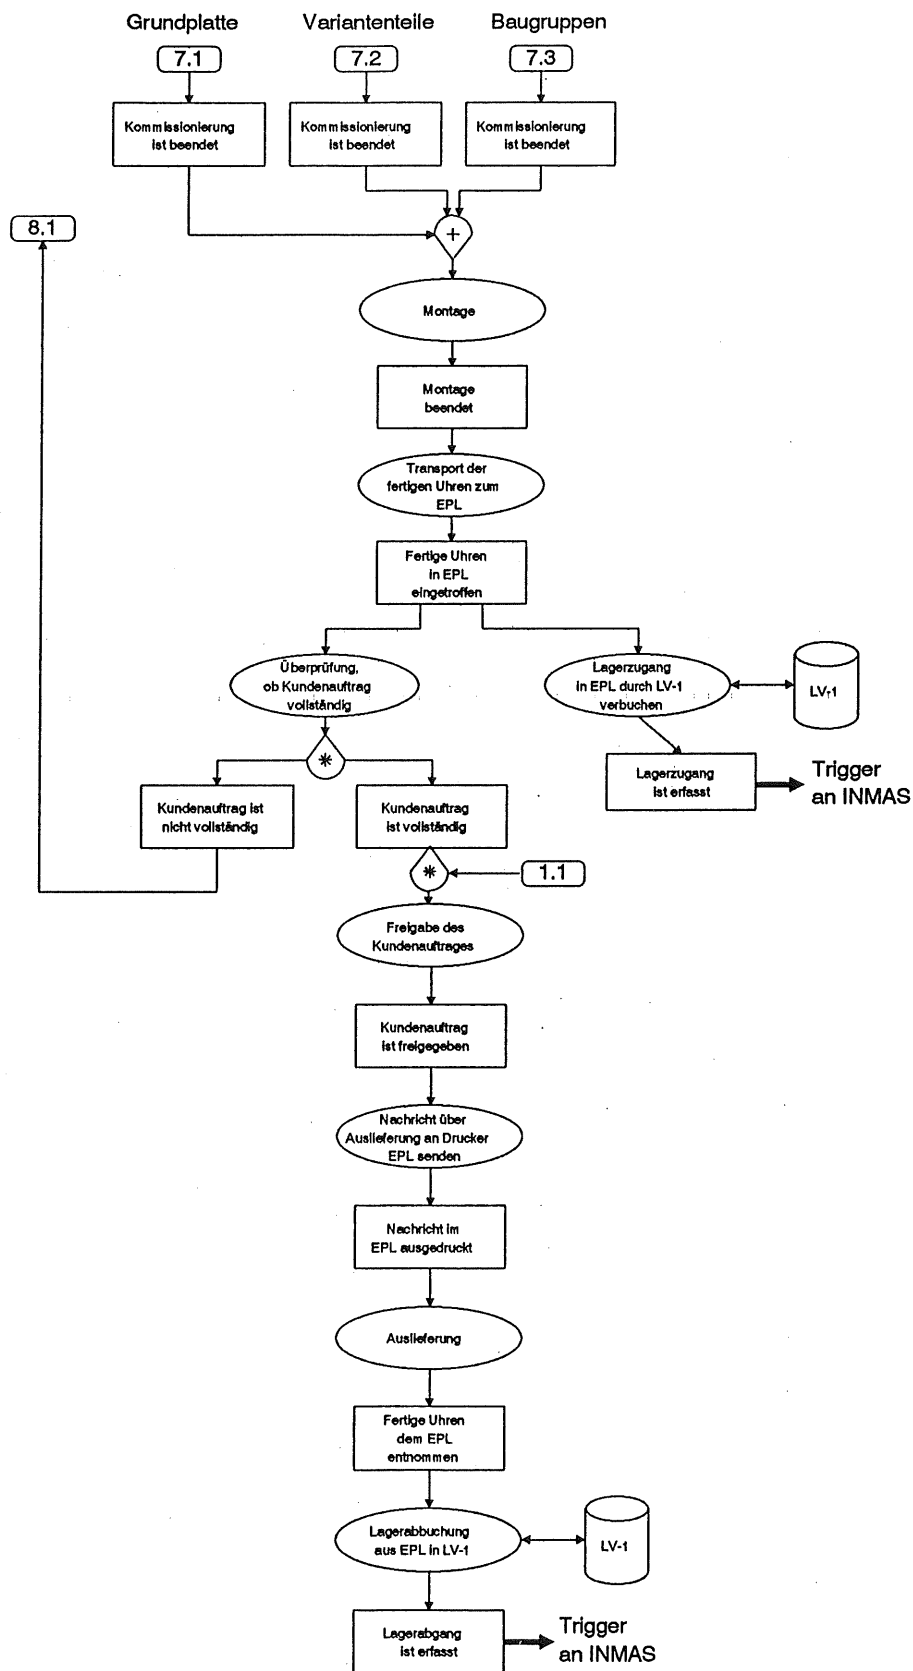 Grundplatte
Variantenteile
Baugruppen
7.1
7.2
7.3
Kommissionierung
ist beendet
Kommissionierung
ist beendet
Kommissionierung
ist beendet
8.1
+
Montage
Montage
beendet
Transport der
fertigen Uhren zum
EPL
Fertige Uhren
in EPL
eingetroffen
Überprüfung,
ob Kundenauftrag
vollständig
Lagerzugang
in EPL durch LV-1
verbuchen
LV-1
*
Lagerzugang
ist erfasst
Trigger
an INMAS
Kundenauftrag ist
nicht vollständig
Kundenauftrag
ist vollständig
*
1.1
Freigabe des
Kundenauftrages
Kundenauftrag
ist freigegeben
Nachricht über
Auslieferung an Drucker
EPL senden
Nachricht im
EPL ausgedruckt
Auslieferung
Fertige Uhren
dem EPL
entnommen
Lagerabbuchung
aus EPL in LV-1
LV-1
Lagerabgang
ist erfasst
Trigger
an INMAS